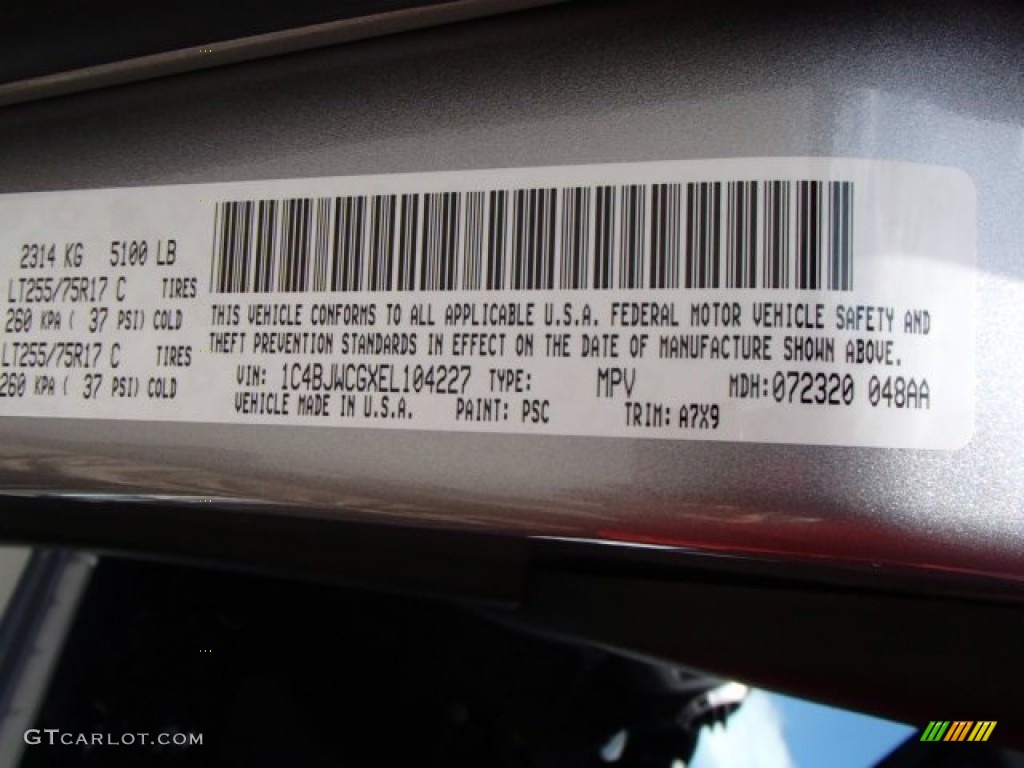 2314 KG 5100 LB
LT255/75R17 C TIRES
260 KPA ( 37 PSI) COLD
LT255/75R17 C TIRES
260 KPA ( 37 PSI) COLD
THIS VEHICLE CONFORMS TO ALL APPLICABLE U.S.A. FEDERAL MOTOR VEHICLE SAFETY AND
THEFT PREVENTION STANDARDS IN EFFECT ON THE DATE OF MANUFACTURE SHOWN ABOVE.
VIN: 1C4BJWCGXEL104227 TYPE: MPV MDH:072320 048AA
VEHICLE MADE IN U.S.A. PAINT: PSC TRIM: A7X9
GTCARLOT.COM